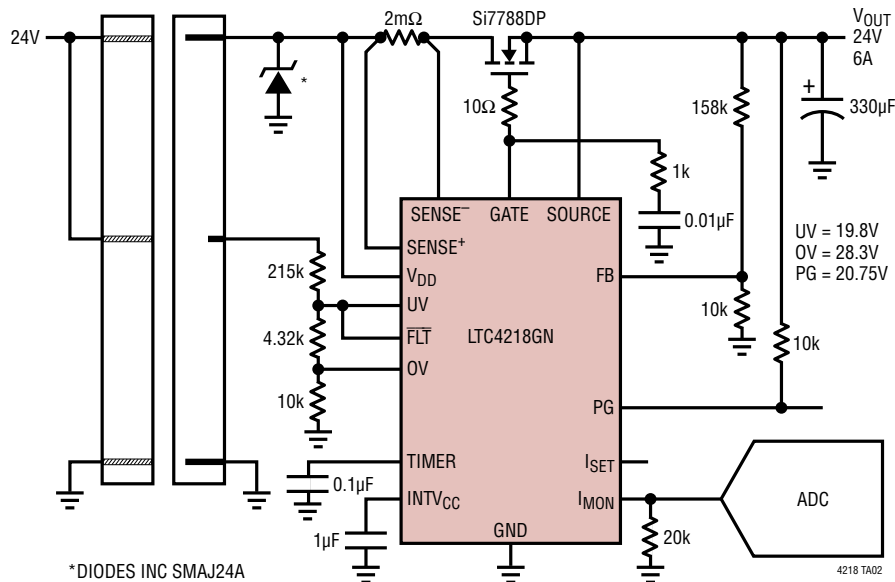 24V
*
2mΩ
Si7788DP
VOUT
24V
6A
10Ω
158k
+
330µF
1k
0.01µF
UV = 19.8V
OV = 28.3V
PG = 20.75V
215k
4.32k
10k
SENSE–
GATE
SOURCE
SENSE+
VDD
UV
FLT
OV
TIMER
INTVCC
GND
LTC4218GN
FB
PG
ISET
IMON
10k
10k
0.1µF
1µF
20k
ADC
*DIODES INC SMAJ24A
4218 TA02